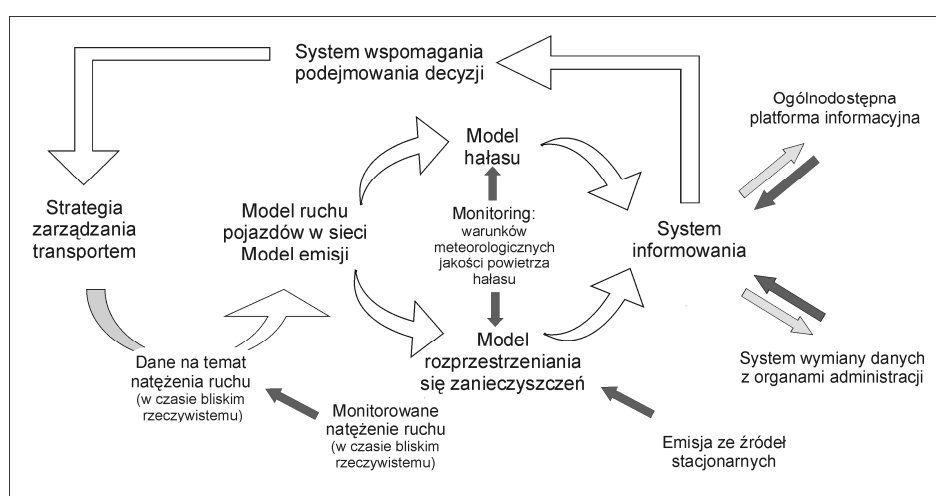 System wspomagania
podejmowania decyzji
Ogólnodostępna
platforma informacyjna
Model
hałasu
Strategia
zarządzania
transportem
Model ruchu
pojazdów w sieci
Model emisji
Monitoring:
warunków
meteorologicznych
jakości powietrza
hałasu
System
informowania
Model
rozprzestrzeniania
się zanieczyszczeń
Dane na temat
natężenia ruchu
(w czasie bliskim
rzeczywistemu)
System wymiany danych
z organami administracji
Monitorowane
natężenie ruchu
(w czasie bliskim
rzeczywistemu)
Emisja ze źródeł
stacjonarnych